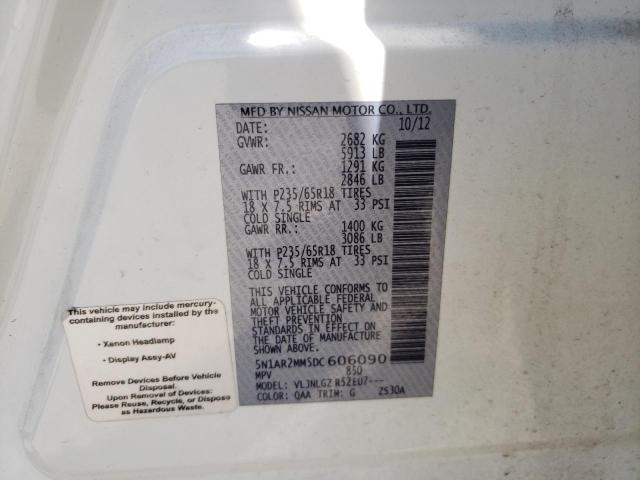 MFD BY NISSAN MOTOR CO., LTD.
DATE: 10/12
GVWR: 2682 KG
5913 LB
GAWR FR.: 1291 KG
2846 LB
WITH P235/65R18 TIRES
18 X 7.5 RIMS AT 33 PSI
COLD SINGLE
GAWR RR.: 1400 KG
3086 LB
WITH P235/65R18 TIRES
18 X 7.5 RIMS AT 33 PSI
COLD SINGLE
THIS VEHICLE CONFORMS TO
ALL APPLICABLE FEDERAL
MOTOR VEHICLE SAFETY AND
THEFT PREVENTION
STANDARDS IN EFFECT ON
THE DATE OF MANUFACTURE
SHOWN ABOVE.
5N1AR2MM5DC606090
MPV 850
MODEL: VLJNLGZ R52EU7---
COLOR: QAA TRIM: G ZS30A
This vehicle may include mercury-
containing devices installed by the
manufacturer:
• Xenon Headlamp
• Display Assy-AV
Remove Devices Before Vehicle
Disposal.
Upon Removal of Devices:
Please Reuse, Recycle, or Dispose
as Hazardous Waste.